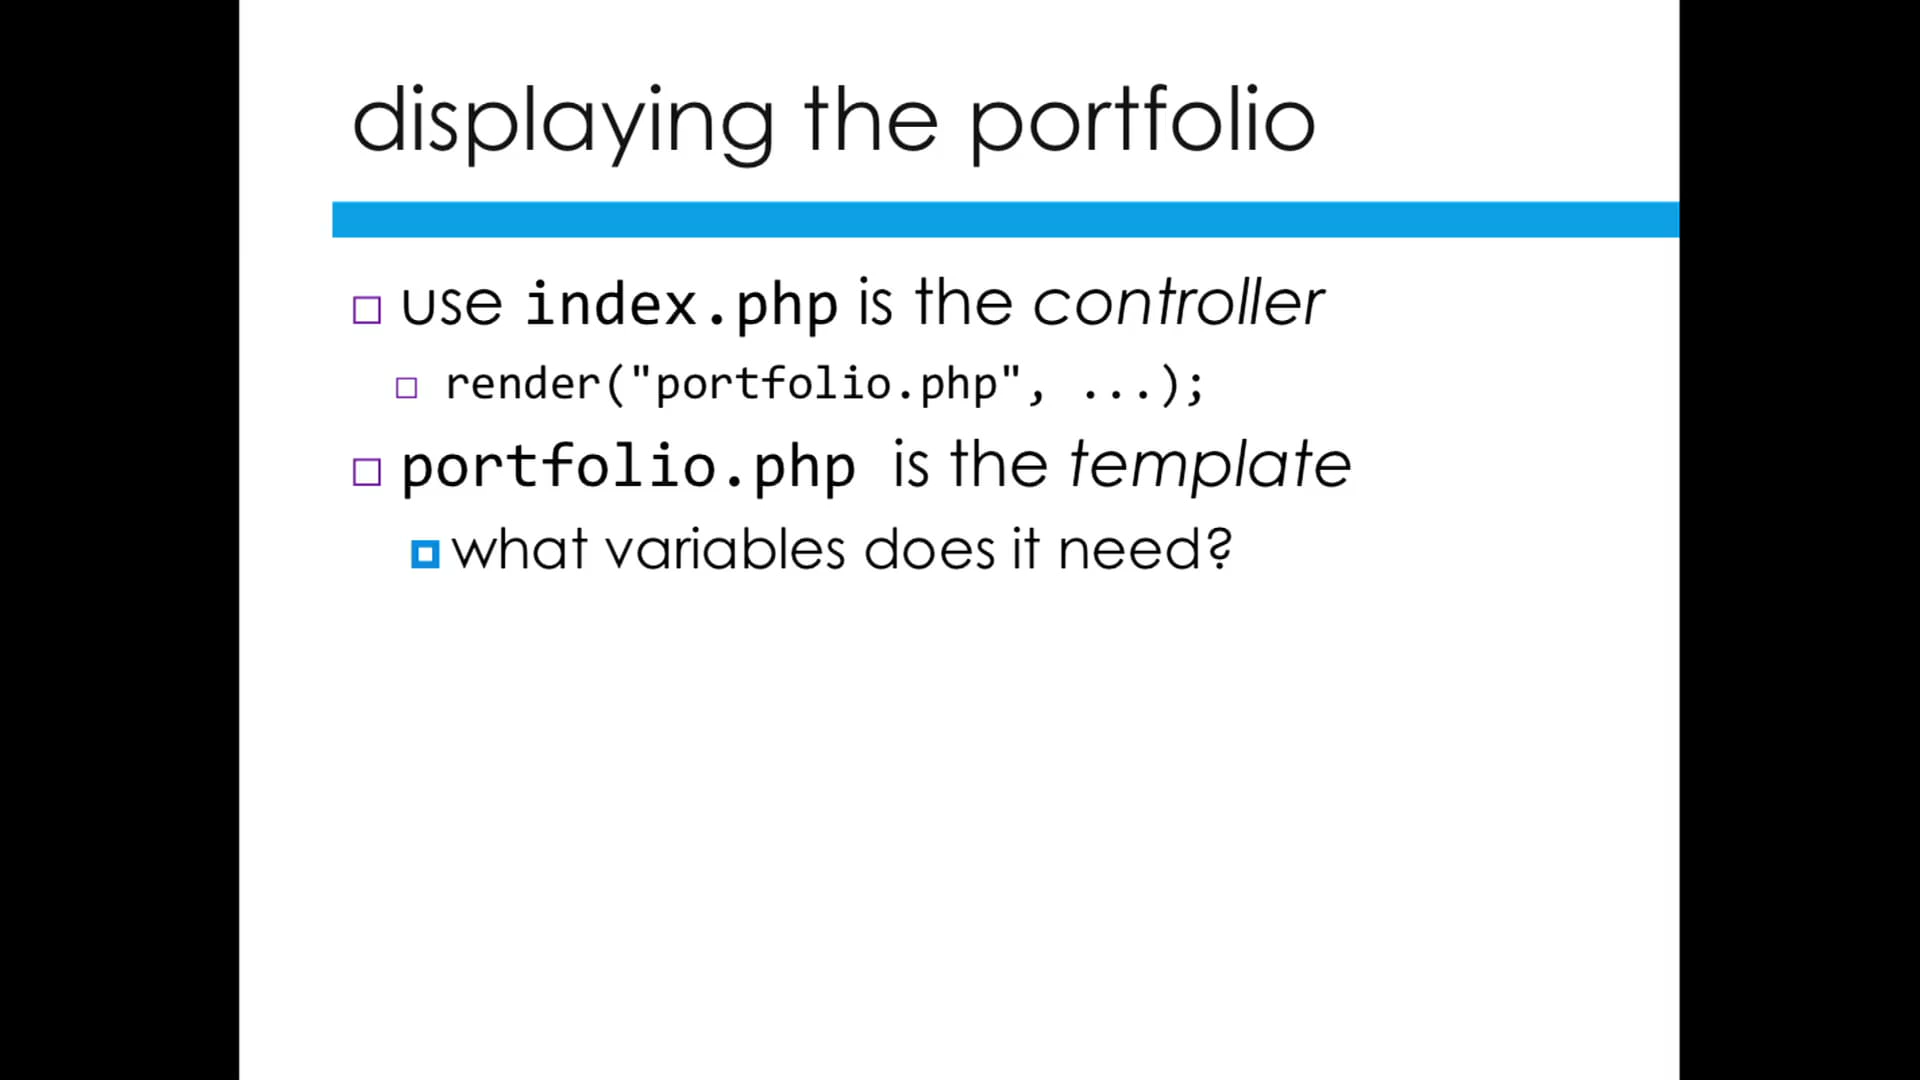 displaying the portfolio
use index.php is the controller
render("portfolio.php", ...);
portfolio.php is the template
what variables does it need?